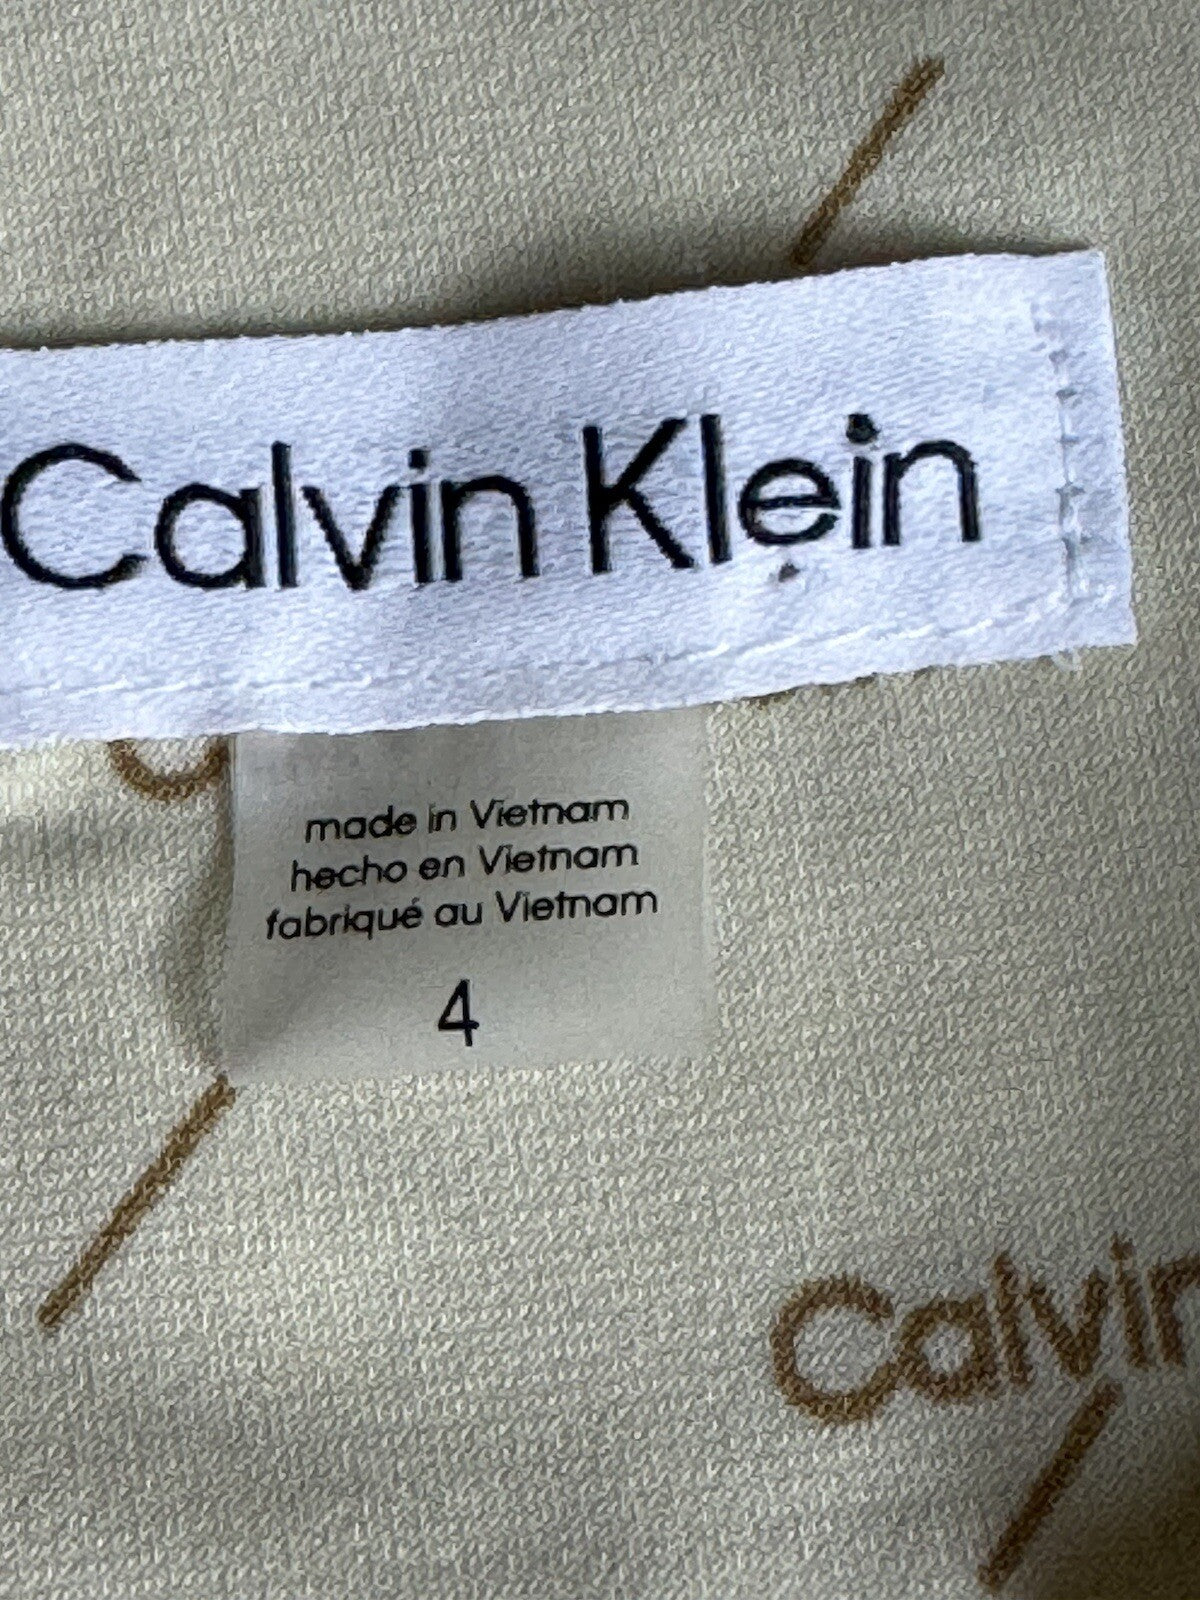 Calvin Klein
made in Vietnam
hecho en Vietnam
fabriqué au Vietnam
4
Calvin